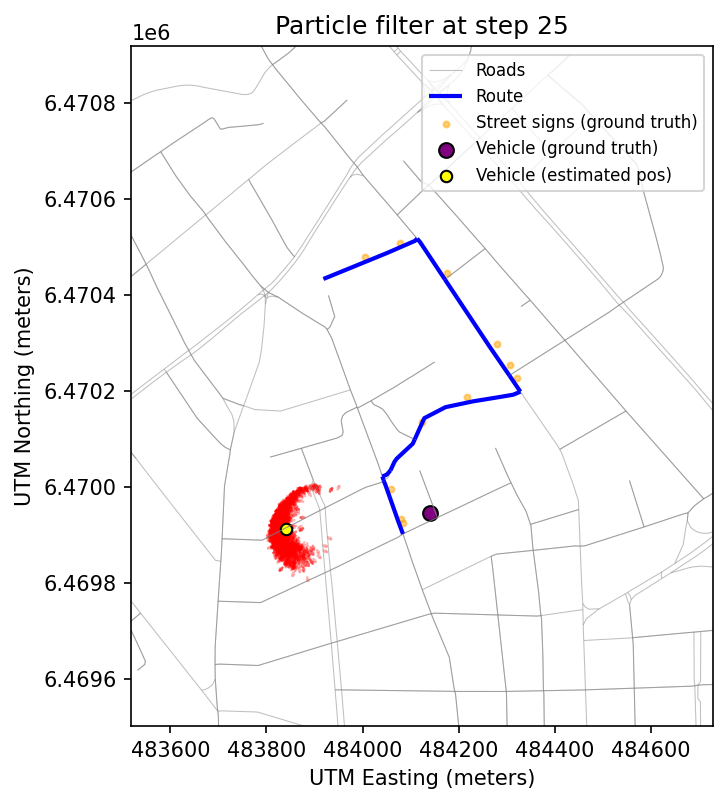 Particle filter at step 25
1e6
Roads
Route
Street signs (ground truth)
Vehicle (ground truth)
Vehicle (estimated pos)
UTM Northing (meters)
6.4708
6.4706
6.4704
6.4702
6.4700
6.4698
6.4696
483600 483800 484000 484200 484400 484600
UTM Easting (meters)